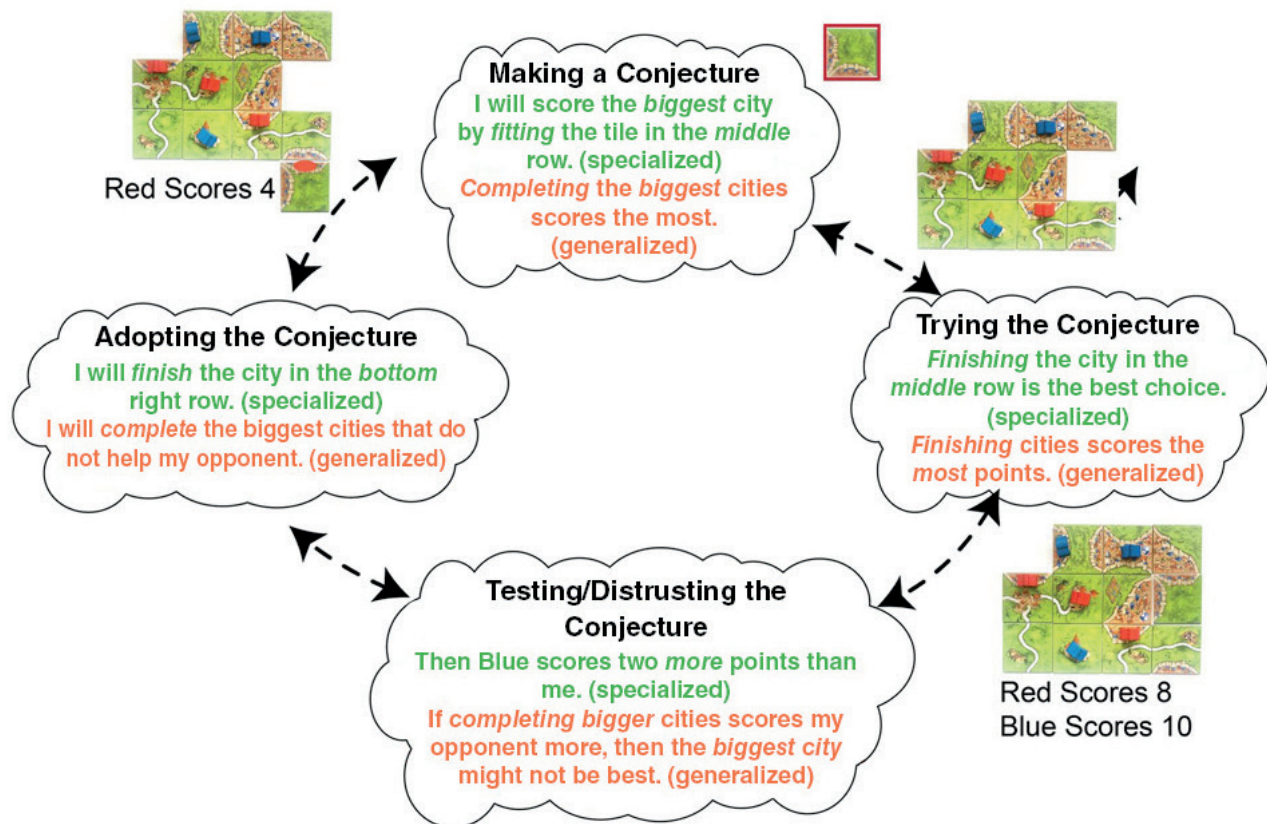 Making a Conjecture
I will score the biggest city
by fitting the tile in the middle
row. (specialized)
Completing the biggest cities
scores the most.
(generalized)
Red Scores 4
Adopting the Conjecture
I will finish the city in the bottom
right row. (specialized)
I will complete the biggest cities that do
not help my opponent. (generalized)
Trying the Conjecture
Finishing the city in the
middle row is the best choice.
(specialized)
Finishing cities scores the
most points. (generalized)
Testing/Distrusting the
Conjecture
Then Blue scores two more points than
me. (specialized)
If completing bigger cities scores my
opponent more, then the biggest city
might not be best. (generalized)
Red Scores 8
Blue Scores 10